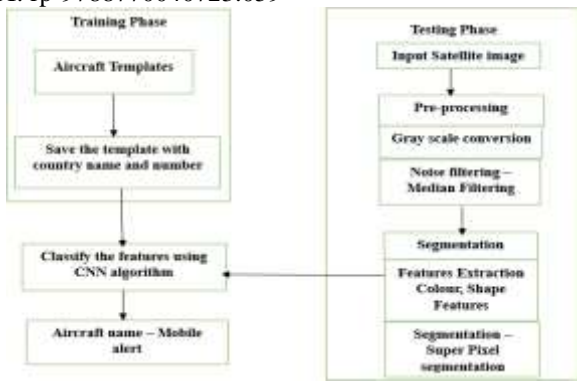 Training Phase
Aircraft Templates
Save the template with
country name and number
Classify the features using
CNN algorithm
Aircraft name – Mobile
alert
Testing Phase
Input Satellite image
Pre-processing
Gray scale conversion
Noise filtering –
Median Filtering
Segmentation
Features Extraction
Colour, Shape
Features
Segmentation –
Super Pixel
segmentation